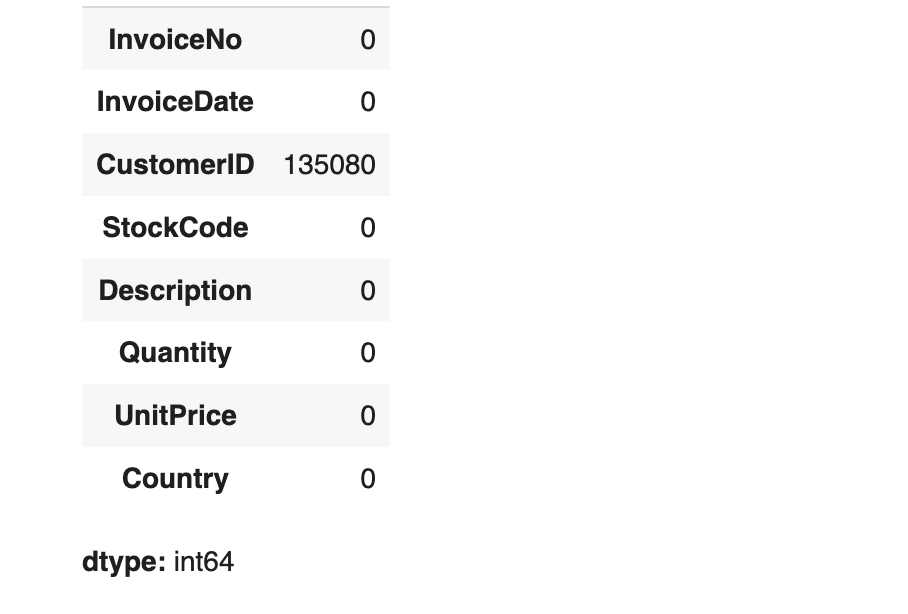 InvoiceNo 0
InvoiceDate 0
CustomerID 135080
StockCode 0
Description 0
Quantity 0
UnitPrice 0
Country 0
dtype: int64